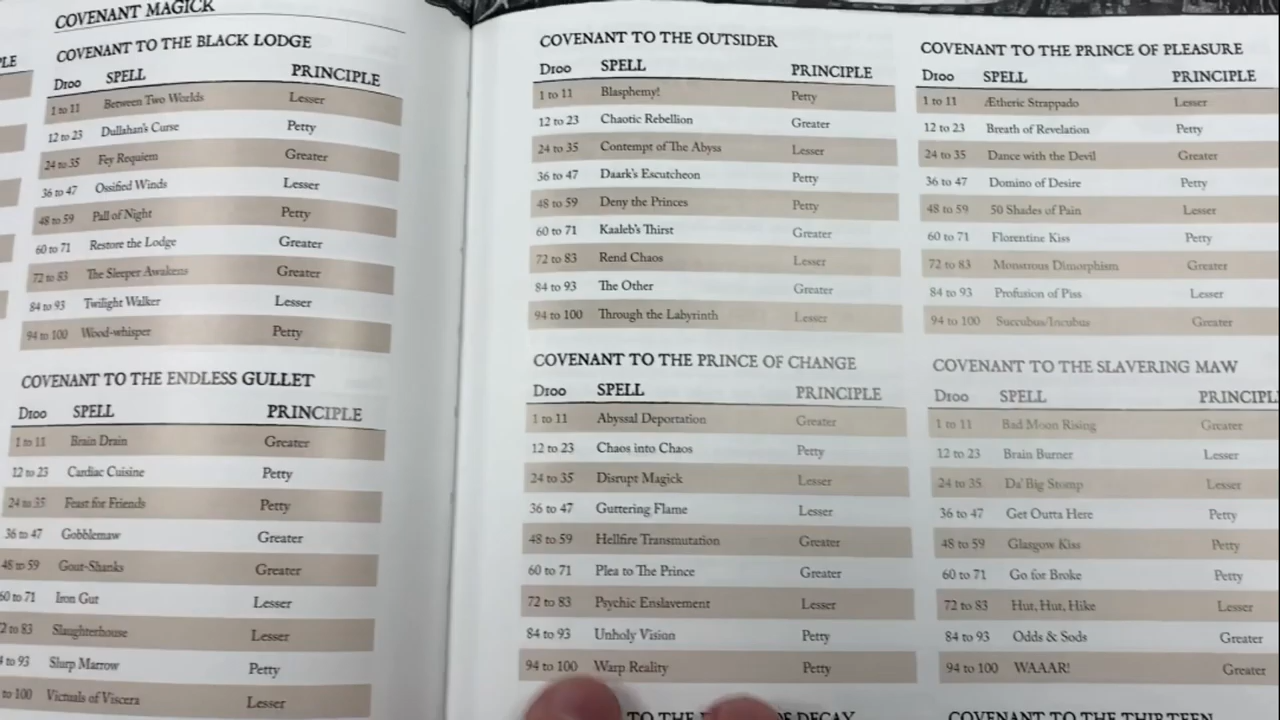 COVENANT MAGICK
COVENANT TO THE BLACK LODGE
D100 SPELL PRINCIPLE
1 to 11 Between Two Worlds Lesser
12 to 23 Dullahan's Curse Petty
24 to 35 Fey Requiem Greater
36 to 47 Ossified Winds Lesser
48 to 59 Pall of Night Petty
60 to 71 Restore the Lodge Greater
72 to 83 The Sleeper Awakens Greater
84 to 93 Twilight Walker Lesser
94 to 100 Wood-whisper Petty
COVENANT TO THE ENDLESS GULLET
D100 SPELL PRINCIPLE
1 to 11 Brain Drain Greater
12 to 23 Cardiac Cuisine Petty
24 to 35 Feast for Friends Petty
36 to 47 Gobblemaw Greater
48 to 59 Gout-Shanks Greater
60 to 71 Iron Gut Lesser
2 to 83 Slaughterhouse Lesser
to 93 Slurp Marrow Petty
to 100 Victuals of Viscera Lesser
COVENANT TO THE OUTSIDER
D100 SPELL PRINCIPLE
1 to 11 Blasphemy! Petty
12 to 23 Chaotic Rebellion Greater
24 to 35 Contempt of The Abyss Lesser
36 to 47 Daark's Escutcheon Petty
48 to 59 Deny the Princes Petty
60 to 71 Kaaleb's Thirst Greater
72 to 83 Rend Chaos Lesser
84 to 93 The Other Greater
94 to 100 Through the Labyrinth Lesser
COVENANT TO THE PRINCE OF CHANGE
D100 SPELL PRINCIPLE
1 to 11 Abyssal Deportation Greater
12 to 23 Chaos into Chaos Petty
24 to 35 Disrupt Magick Lesser
36 to 47 Guttering Flame Lesser
48 to 59 Hellfire Transmutation Greater
60 to 71 Plea to The Prince Greater
72 to 83 Psychic Enslavement Lesser
84 to 93 Unholy Vision Petty
94 to 100 Warp Reality Petty
TO THE OF DECAY
COVENANT TO THE PRINCE OF PLEASURE
D100 SPELL PRINCIPLE
1 to 11 Ætheric Strappado Lesser
12 to 23 Breath of Revelation Petty
24 to 35 Dance with the Devil Greater
36 to 47 Domino of Desire Petty
48 to 59 50 Shades of Pain Lesser
60 to 71 Florentine Kiss Petty
72 to 83 Monstrous Dimorphism Greater
84 to 93 Profusion of Piss Lesser
94 to 100 Succubus/Incubus Greater
COVENANT TO THE SLAVERING MAW
D100 SPELL PRINCIPL
1 to 11 Bad Moon Rising Greater
12 to 23 Brain Burner Lesser
24 to 35 Da' Big Stomp Lesser
36 to 47 Get Outta Here Petty
48 to 59 Glasgow Kiss Petty
60 to 71 Go for Broke Petty
72 to 83 Hut, Hut, Hike Lesser
84 to 93 Odds & Sods Greater
94 to 100 WAAAR! Greater
COVENANT TO THE THIRTEEN